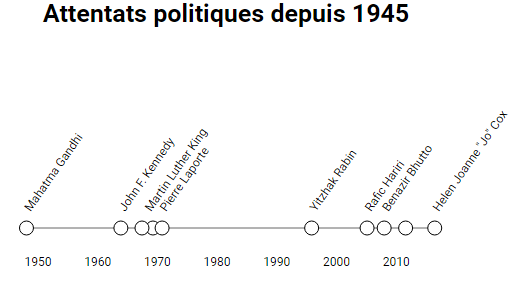 Attentats politiques depuis 1945
Mahatma Gandhi
John F. Kennedy
Martin Luther King
Pierre Laporte
Yitzhak Rabin
Rafic Hariri
Benazir Bhutto
Helen Joanne "Jo" Cox
1950 1960 1970 1980 1990 2000 2010